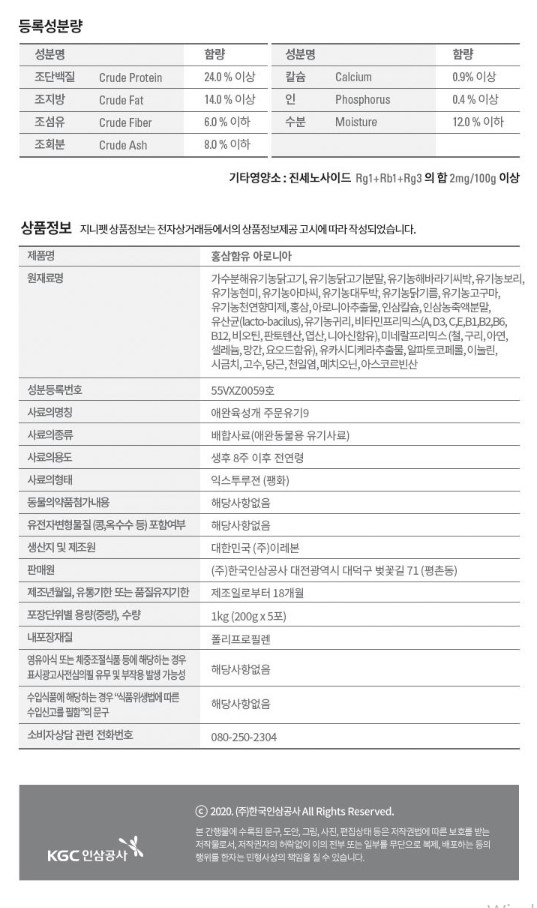 등록성분량
성분명 함량 성분명 함량
조단백질 Crude Protein 24.0 % 이상 칼슘 Calcium 0.9% 이상
조지방 Crude Fat 14.0 % 이상 인 Phosphorus 0.4 % 이상
조섬유 Crude Fiber 6.0 % 이하 수분 Moisture 12.0 % 이하
조회분 Crude Ash 8.0 % 이하
기타영양소 : 진세노사이드 Rg1+Rb1+Rg3 의 합 2mg/100g 이상
상품정보 지니펫 상품정보는 전자상거래등에서의 상품정보제공 고시에 따라 작성되었습니다.
제품명 홍삼함유 아로니아
원재료명 가수분해유기농닭고기, 유기농닭고기분말, 유기농해바라기씨박, 유기농보리,
유기농현미, 유기농아마씨, 유기농대두박, 유기농닭기름, 유기농고구마,
유기농천연향미제, 홍삼, 아로니아추출물, 인삼칼슘, 인삼농축액분말,
유산균(lacto-bacilus), 유기농귀리, 비타민프리믹스(A, D3, C,E,B1,B2,B6,
B12, 비오틴, 판토텐산, 엽산, 니아신함유), 미네랄프리믹스 (철, 구리, 아연,
셀레늄, 망간, 요오드함유), 유카시디케라추출물, 알파토코페롤, 이눌린,
시금치, 고수, 당근, 천일염, 메치오닌, 아스코르빈산
성분등록번호 55VXZ0059호
사료의명칭 애완육성개 주문유기9
사료의종류 배합사료(애완동물용 유기사료)
사료의용도 생후 8주 이후 전연령
사료의형태 익스투루젼 (팽화)
동물의약품첨가내용 해당사항없음
유전자변형물질 (콩,옥수수 등) 포함여부 해당사항없음
생산지 및 제조원 대한민국 (주)이레본
판매원 (주)한국인삼공사 대전광역시 대덕구 벚꽃길 71 (평촌동)
제조년월일, 유통기한 또는 품질유지기한 제조일로부터 18개월
포장단위별 용량(중량), 수량 1kg (200g x 5포)
내포장재질 폴리프로필렌
영유아식 또는 체중조절식품 등에 해당하는 경우
표시광고사전심의필 유무 및 부작용 발생 가능성 해당사항없음
수입식품에 해당하는 경우 “식품위생법에 따른
수입신고를 필함”의 문구 해당사항없음
소비자상담 관련 전화번호 080-250-2304
ⓒ 2020. (주)한국인삼공사 All Rights Reserved.
본 간행물에 수록된 문구, 도안, 그림, 사진, 편집상태 등은 저작권법에 따른 보호를 받는
저작물로서, 저작권자의 허락없이 이의 전부 또는 일부를 무단으로 복제, 배포하는 등의
행위를 한자는 민형사상의 책임을 질 수 있습니다.
KGC 인삼공사